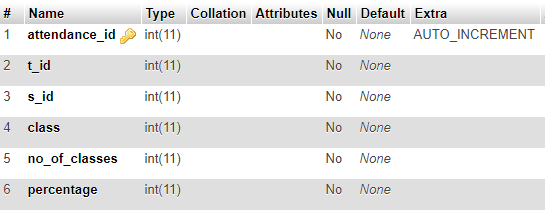 # Name Type Collation Attributes Null Default Extra
1 attendance_id int(11) No None AUTO_INCREMENT
2 t_id int(11) No None
3 s_id int(11) No None
4 class int(11) No None
5 no_of_classes int(11) No None
6 percentage int(11) No None